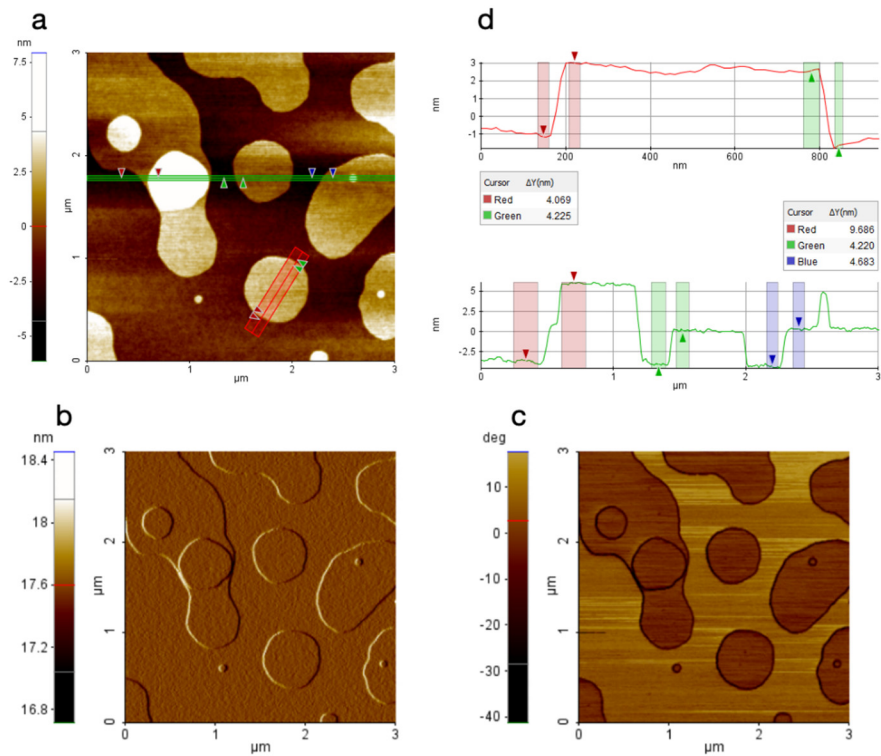 a
nm
7.5
5
2.5
0
-2.5
-5
3
2
1
0
μm
0
1
2
3
μm
d
nm
3
2
1
0
-1
0
200
400
600
800
nm
Cursor ΔY(nm)
Red 4.069
Green 4.225
Cursor ΔY(nm)
Red 9.686
Green 4.220
Blue 4.683
nm
5
2.5
0
-2.5
0
1
2
3
μm
b
nm
18.4
18
17.6
17.2
16.8
3
2
1
0
μm
0
1
2
3
μm
c
deg
10
0
-10
-20
-30
-40
3
2
1
0
μm
0
1
2
3
μm